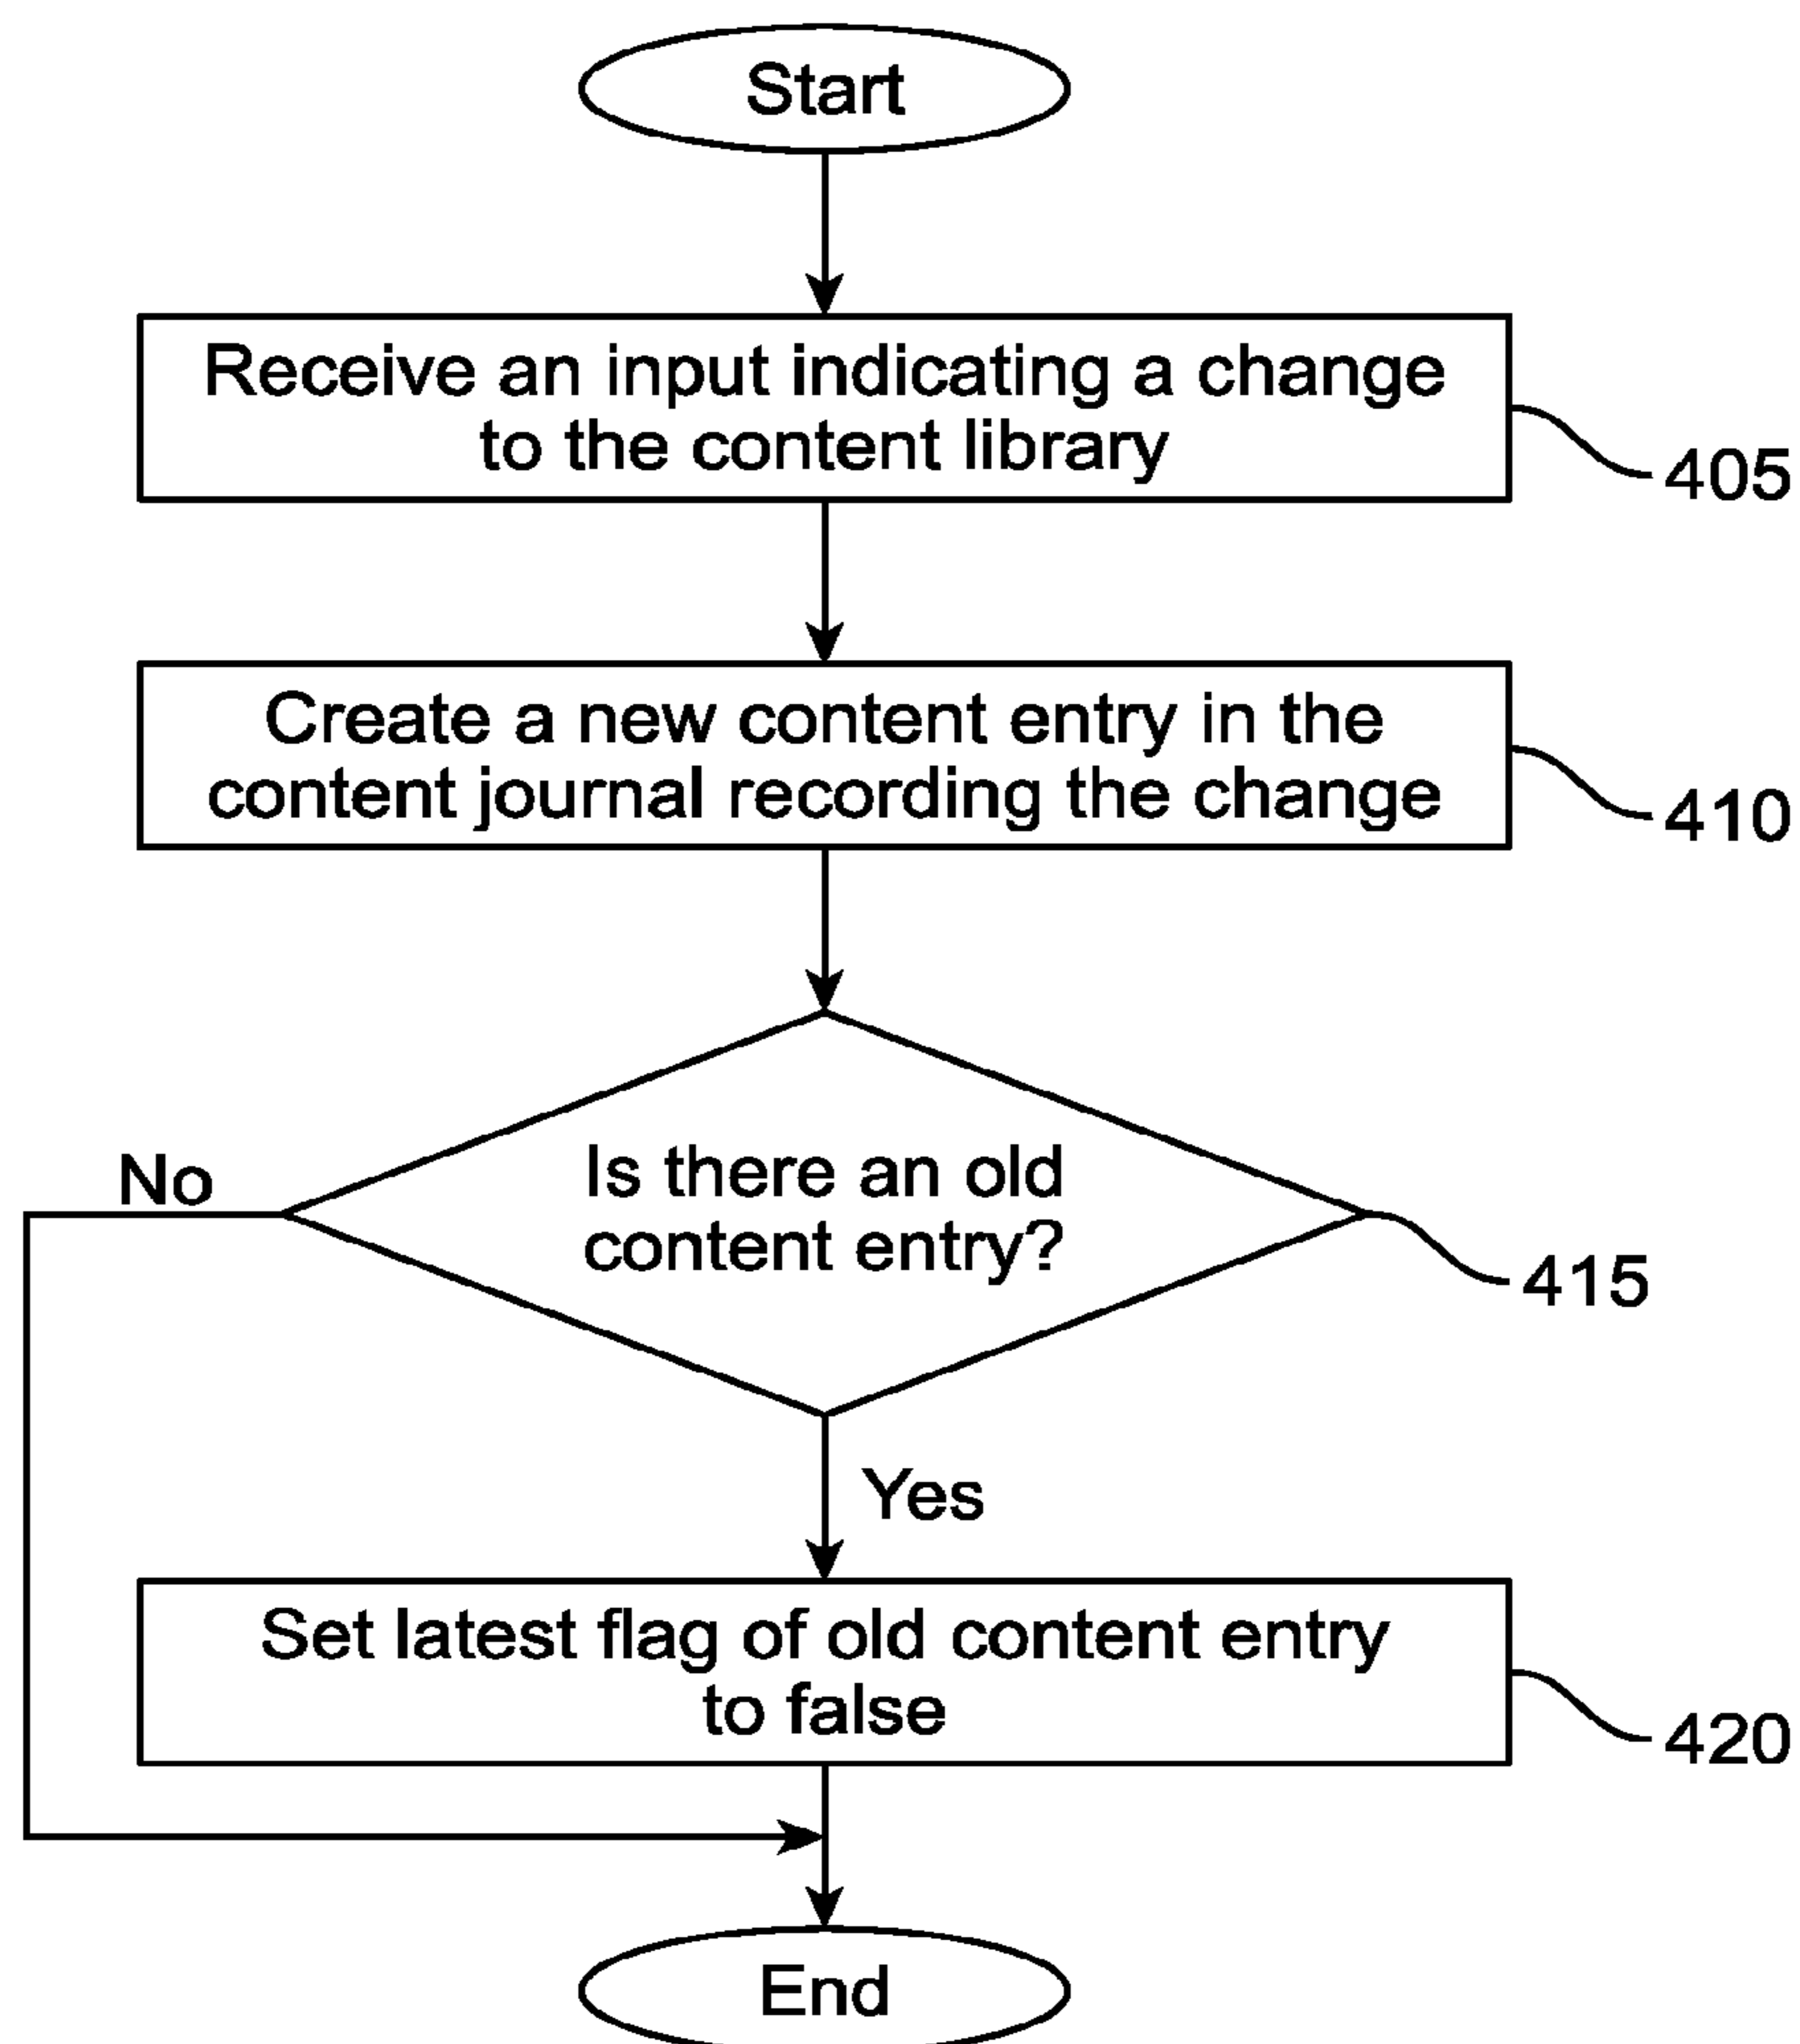 Start
Receive an input indicating a change
to the content library
405
Create a new content entry in the
content journal recording the change
410
Is there an old
content entry?
No
415
Yes
Set latest flag of old content entry
to false
420
End